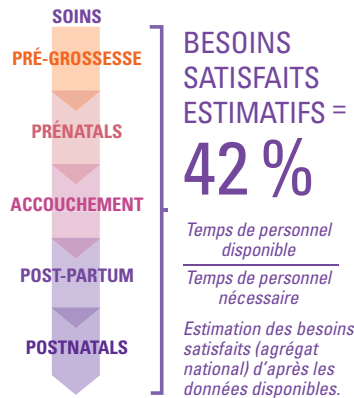 SOINS
PRÉ-GROSSESSE
PRÉNATALS
ACCOUCHEMENT
POST-PARTUM
POSTNATALS
BESOINS
SATISFAITS
ESTIMATIFS =
42 %
Temps de personnel
disponible
Temps de personnel
nécessaire
Estimation des besoins
satisfaits (agrégat
national) d’après les
données disponibles.